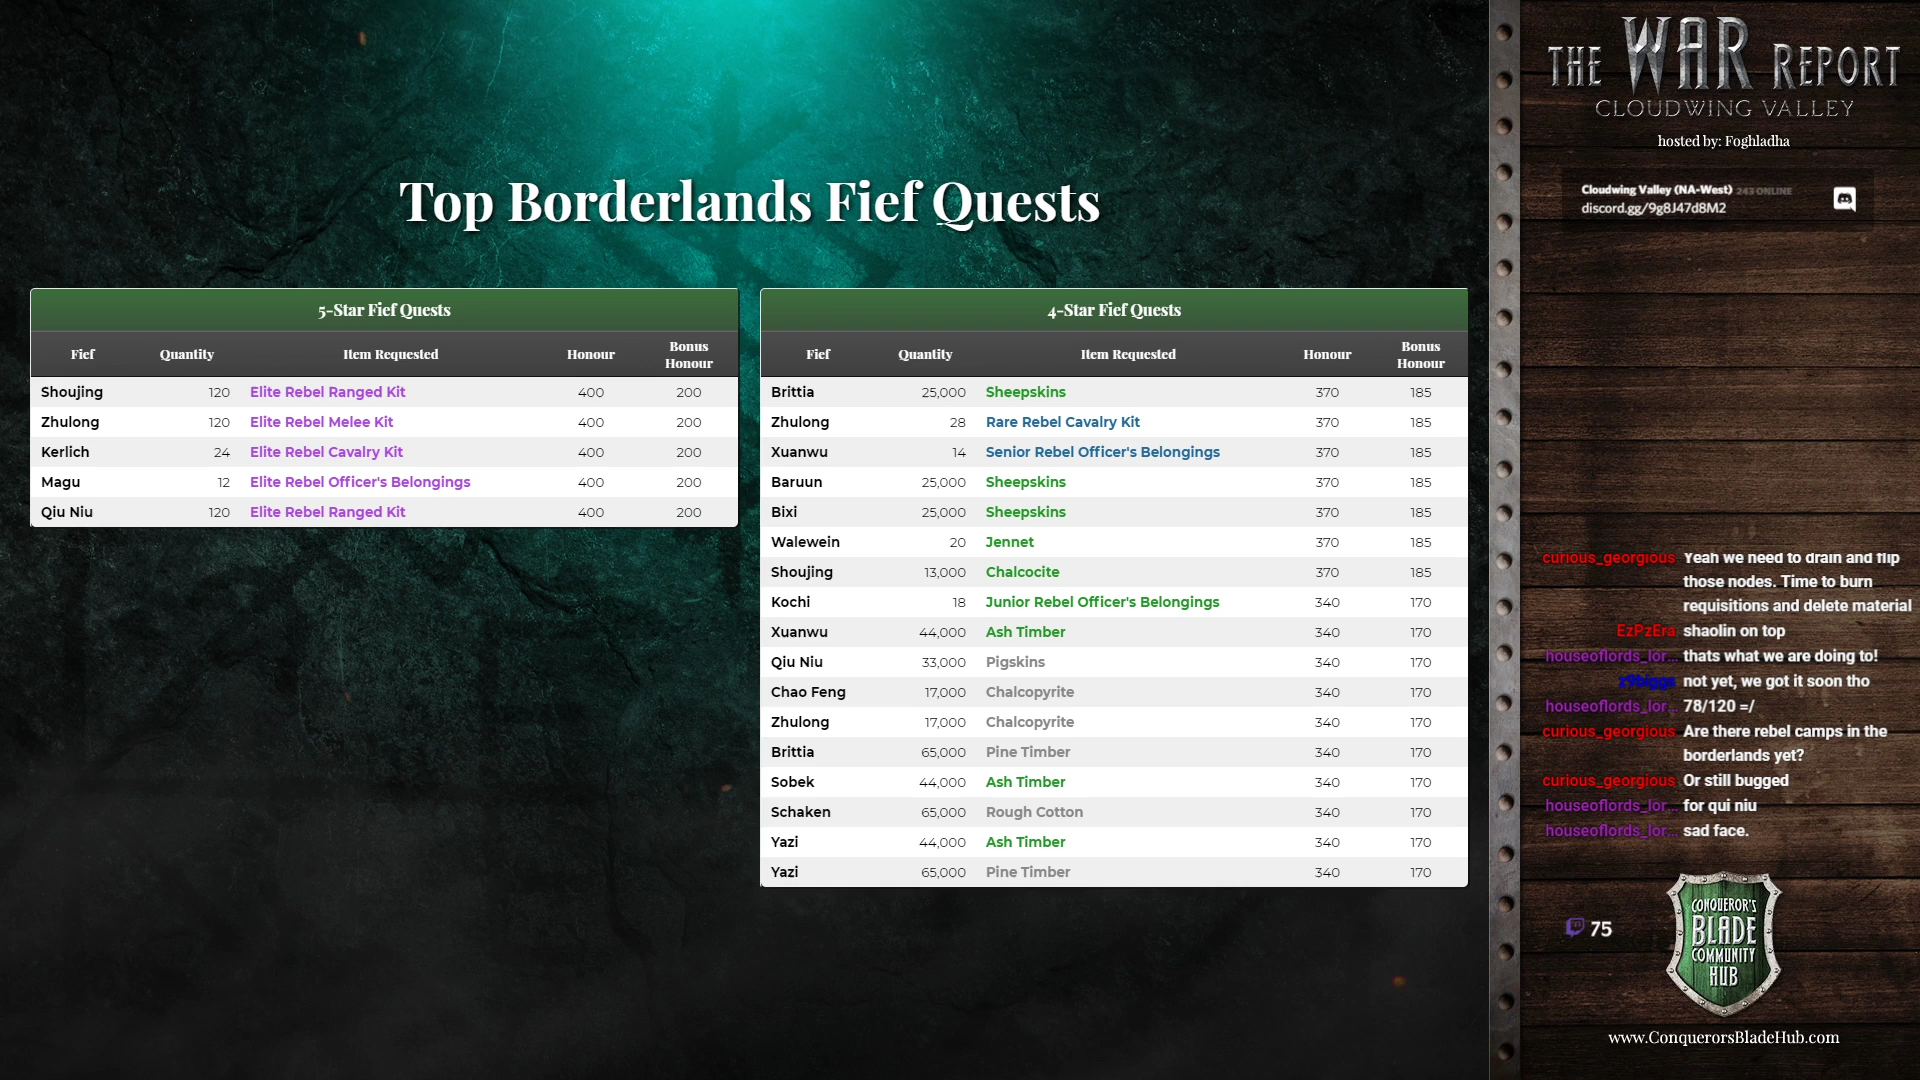 THE WAR REPORT
CLOUDWING VALLEY
hosted by: Foghladha
Cloudwing Valley (NA-West) 243 ONLINE
discord.gg/9g8J47d8M2
Top Borderlands Fief Quests
5-Star Fief Quests
Fief Quantity Item Requested Honour Bonus Honour
Shoujing 120 Elite Rebel Ranged Kit 400 200
Zhulong 120 Elite Rebel Melee Kit 400 200
Kerlich 24 Elite Rebel Cavalry Kit 400 200
Magu 12 Elite Rebel Officer's Belongings 400 200
Qiu Niu 120 Elite Rebel Ranged Kit 400 200
4-Star Fief Quests
Fief Quantity Item Requested Honour Bonus Honour
Brittia 25,000 Sheepskins 370 185
Zhulong 28 Rare Rebel Cavalry Kit 370 185
Xuanwu 14 Senior Rebel Officer's Belongings 370 185
Baruun 25,000 Sheepskins 370 185
Bixi 25,000 Sheepskins 370 185
Walewein 20 Jennet 370 185
Shoujing 13,000 Chalcocite 370 185
Kochi 18 Junior Rebel Officer's Belongings 340 170
Xuanwu 44,000 Ash Timber 340 170
Qiu Niu 33,000 Pigskins 340 170
Chao Feng 17,000 Chalcopyrite 340 170
Zhulong 17,000 Chalcopyrite 340 170
Brittia 65,000 Pine Timber 340 170
Sobek 44,000 Ash Timber 340 170
Schaken 65,000 Rough Cotton 340 170
Yazi 44,000 Ash Timber 340 170
Yazi 65,000 Pine Timber 340 170
curious_georgious Yeah we need to drain and flip
those nodes. Time to burn
requisitions and delete material
EzPzEra shaolin on top
houseoflords_lor... thats what we are doing to!
z9biggs not yet, we got it soon tho
houseoflords_lor... 78/120 =/
curious_georgious Are there rebel camps in the
borderlands yet?
curious_georgious Or still bugged
houseoflords_lor... for qui niu
houseoflords_lor... sad face.
75
CONQUEROR'S
BLADE
COMMUNITY
HUB
www.ConquerorsBladeHub.com